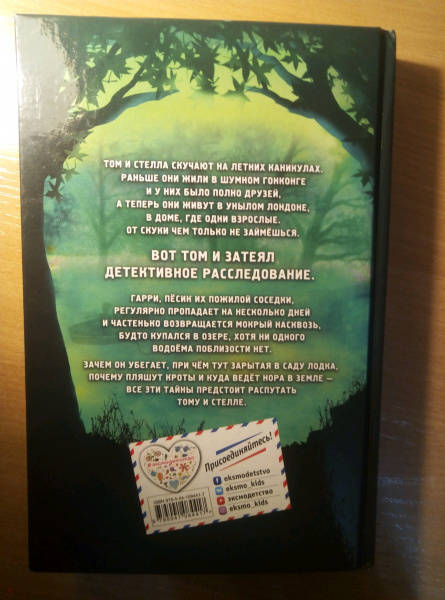 ТОМ И СТЕЛЛА СКУЧАЮТ НА ЛЕТНИХ КАНИКУЛАХ.
РАНЬШЕ ОНИ ЖИЛИ В ШУМНОМ ГОНКОНГЕ
И У НИХ БЫЛО ПОЛНО ДРУЗЕЙ,
А ТЕПЕРЬ ОНИ ЖИВУТ В УНЫЛОМ ЛОНДОНЕ,
В ДОМЕ, ГДЕ ОДНИ ВЗРОСЛЫЕ.
ОТ СКУКИ ЧЕМ ТОЛЬКО НЕ ЗАЙМЁШЬСЯ.
ВОТ ТОМ И ЗАТЕЯЛ
ДЕТЕКТИВНОЕ РАССЛЕДОВАНИЕ.
ГАРРИ, ПЁСИК ИХ ПОЖИЛОЙ СОСЕДКИ,
РЕГУЛЯРНО ПРОПАДАЕТ НА НЕСКОЛЬКО ДНЕЙ
И ЧАСТЕНЬКО ВОЗВРАЩАЕТСЯ МОКРЫЙ НАСКВОЗЬ,
БУДТО КУПАЛСЯ В ОЗЕРЕ, ХОТЯ НИ ОДНОГО
ВОДОЁМА ПОБЛИЗОСТИ НЕТ.
ЗАЧЕМ ОН УБЕГАЕТ, ПРИ ЧЁМ ТУТ ЗАРЫТАЯ В САДУ ЛОДКА,
ПОЧЕМУ ПЛЯШУТ КРОТЫ И КУДА ВЕДЁТ НОРА В ЗЕМЛЕ —
ВСЕ ЭТИ ТАЙНЫ ПРЕДСТОИТ РАСПУТАТЬ
ТОМУ И СТЕЛЛЕ.
Присоединяйтесь!
eksmodetstvo
eksmo_kids
эксмодетство
eksmo_kids